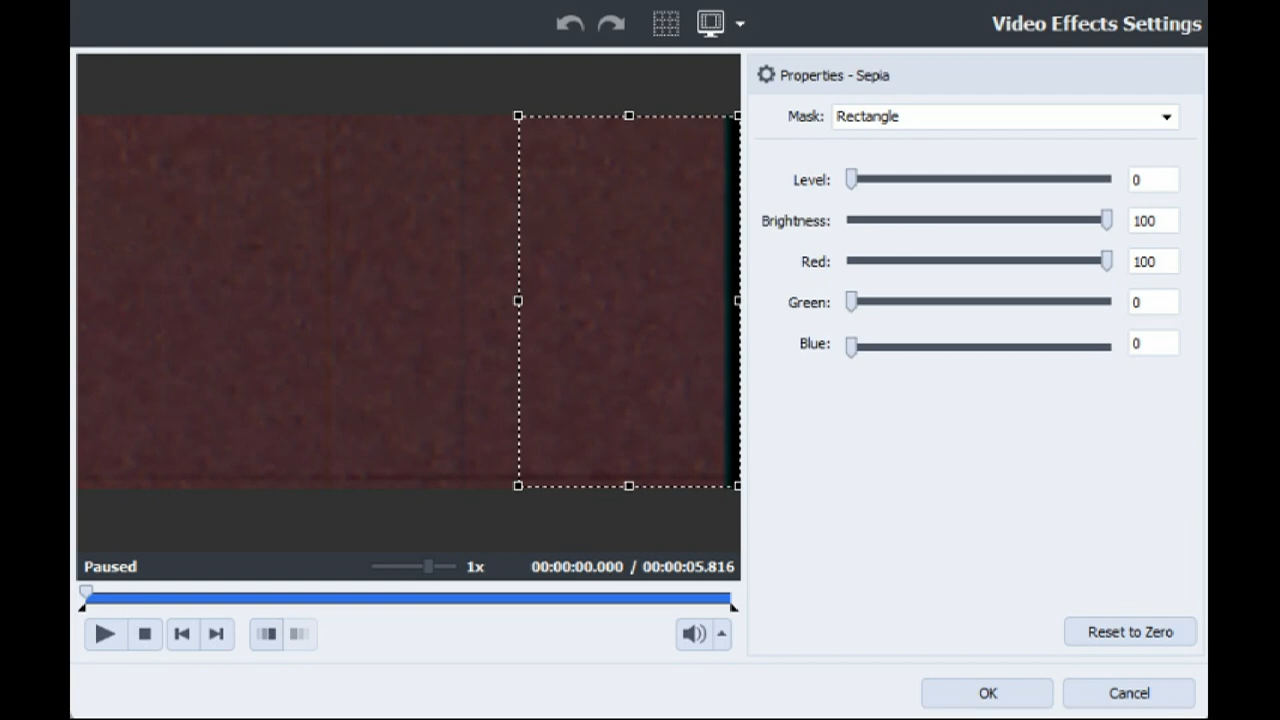 Video Effects Settings
Properties - Sepia
Mask: Rectangle
Level: 0
Brightness: 100
Red: 100
Green: 0
Blue: 0
Paused 1x 00:00:00.000 / 00:00:05.816
Reset to Zero
OK Cancel